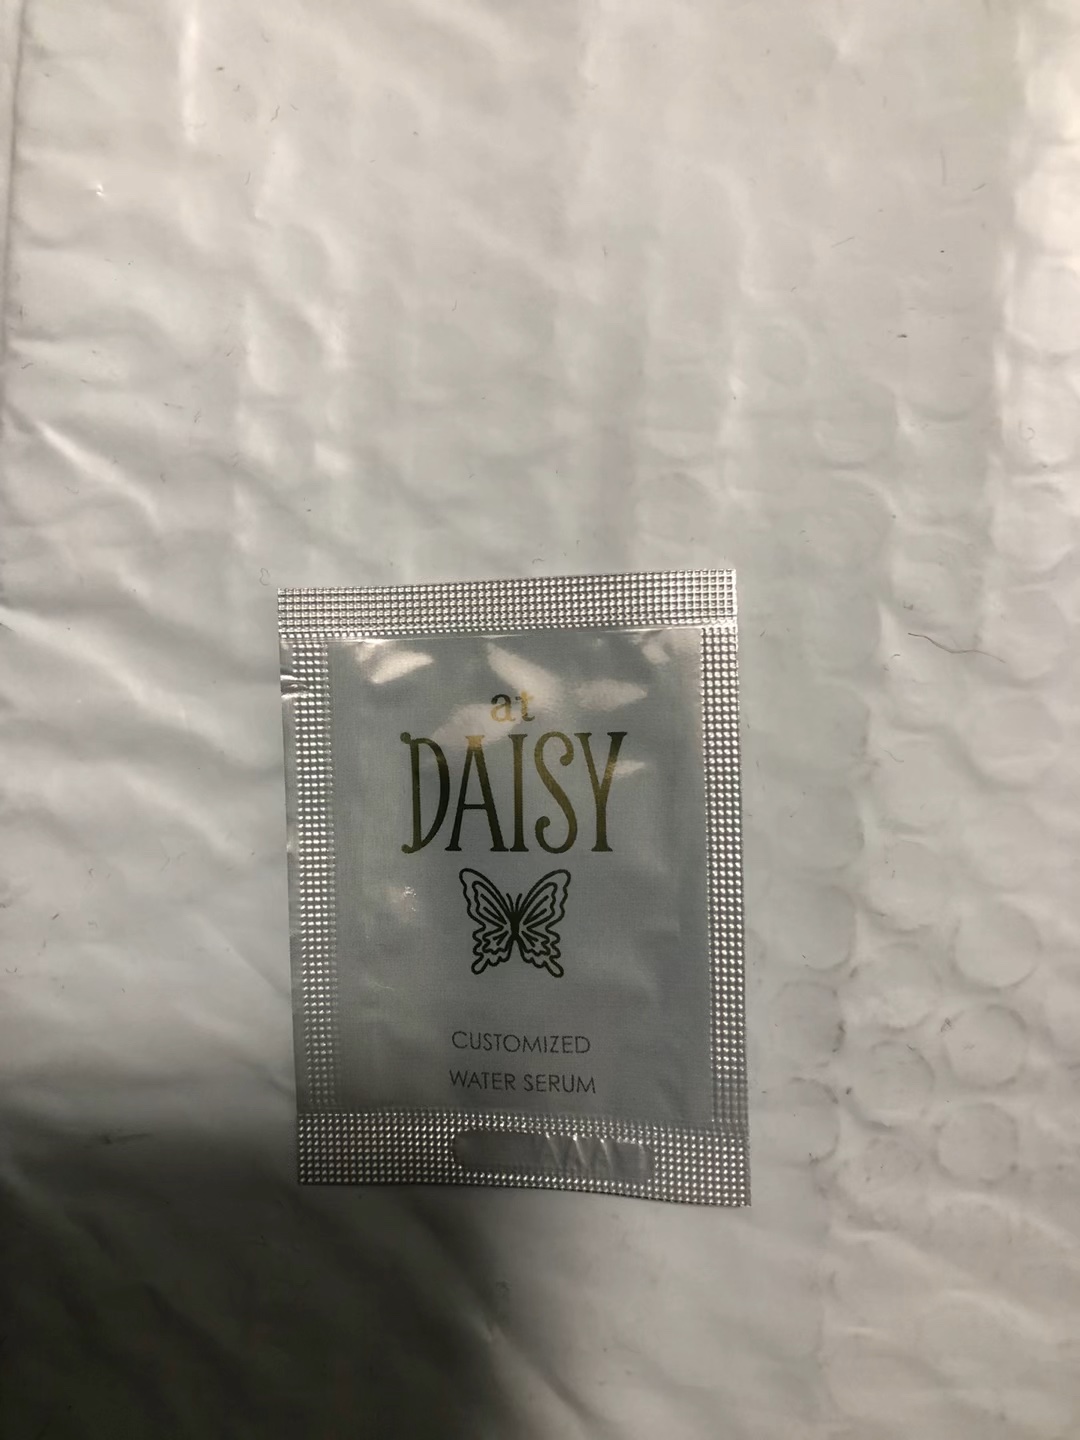 at
DAISY
CUSTOMIZED
WATER SERUM